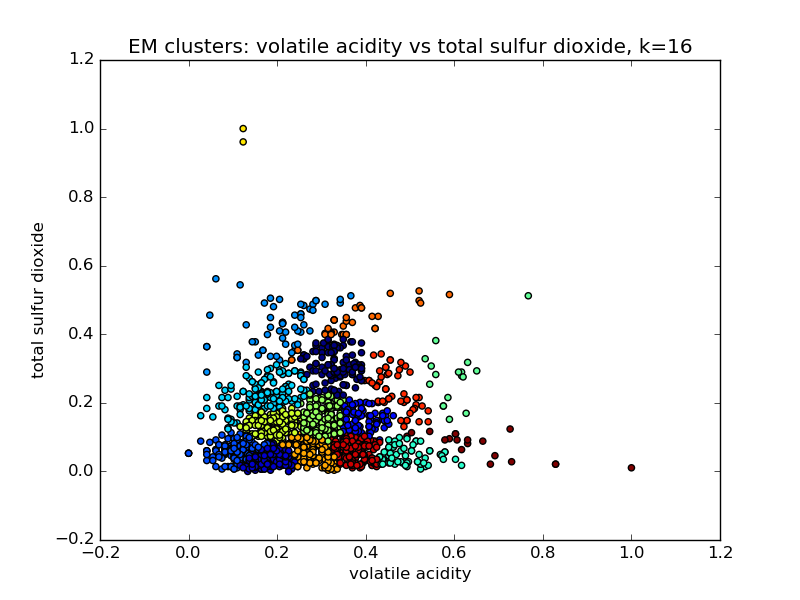 EM clusters: volatile acidity vs total sulfur dioxide, k=16
1.2
1.0
0.8
0.6
0.4
0.2
0.0
−0.2
total sulfur dioxide
−0.2 0.0 0.2 0.4 0.6 0.8 1.0 1.2
volatile acidity